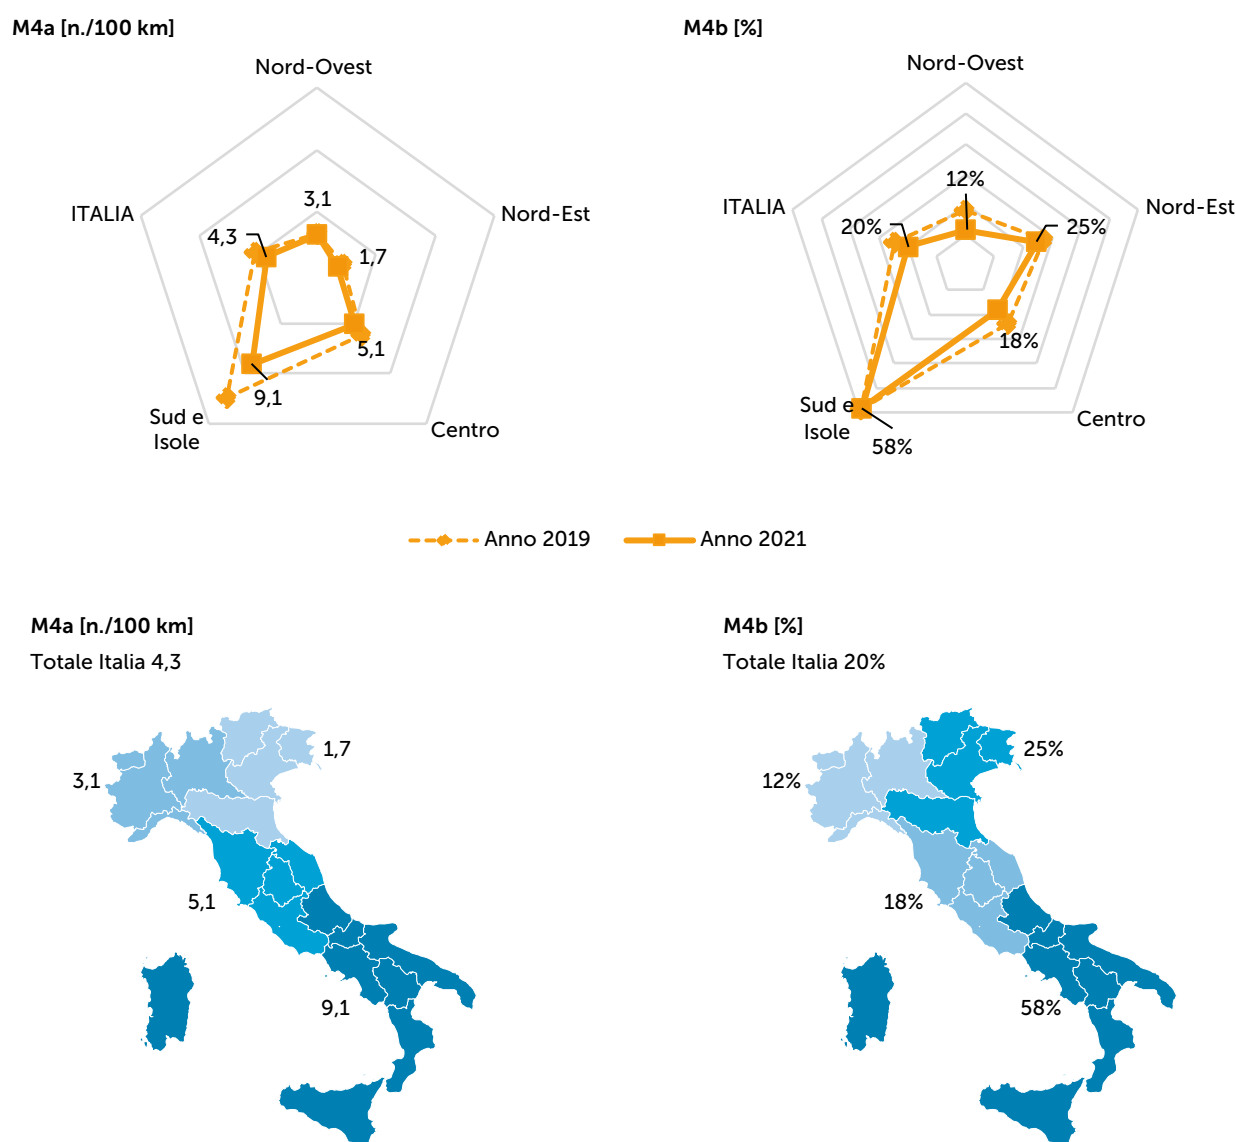 M4a [n./100 km]
Nord-Ovest
ITALIA
Nord-Est
3,1
4,3
1,7
5,1
9,1
Sud e
Isole
Centro
M4b [%]
Nord-Ovest
ITALIA
Nord-Est
12%
20%
25%
18%
Sud e
Isole
58%
Centro
Anno 2019
Anno 2021
M4a [n./100 km]
Totale Italia 4,3
1,7
3,1
5,1
9,1
M4b [%]
Totale Italia 20%
25%
12%
18%
58%